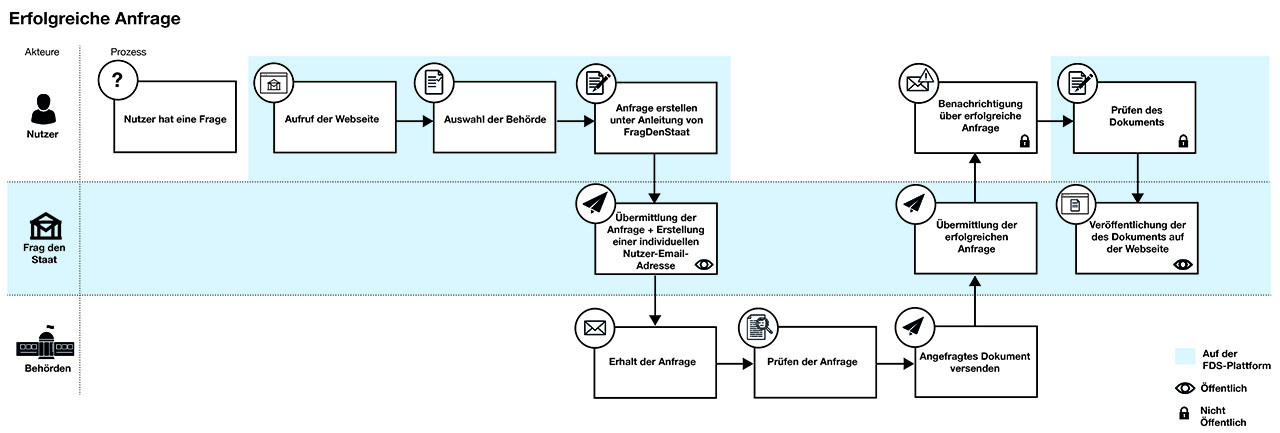 Erfolgreiche Anfrage
Akteure
Prozess
Nutzer
?
Nutzer hat eine Frage
Aufruf der Webseite
Auswahl der Behörde
Anfrage erstellen
unter Anleitung von
FragDenStaat
Benachrichtigung
über erfolgreiche
Anfrage
Prüfen des
Dokuments
Frag den
Staat
Übermittlung der
Anfrage + Erstellung
einer individuellen
Nutzer-Email-
Adresse
Übermittlung der
erfolgreichen
Anfrage
Veröffentlichung der
des Dokuments auf
der Webseite
Behörden
Erhalt der Anfrage
Prüfen der Anfrage
Angefragtes Dokument
versenden
Auf der
FDS-Plattform
Öffentlich
Nicht
Öffentlich